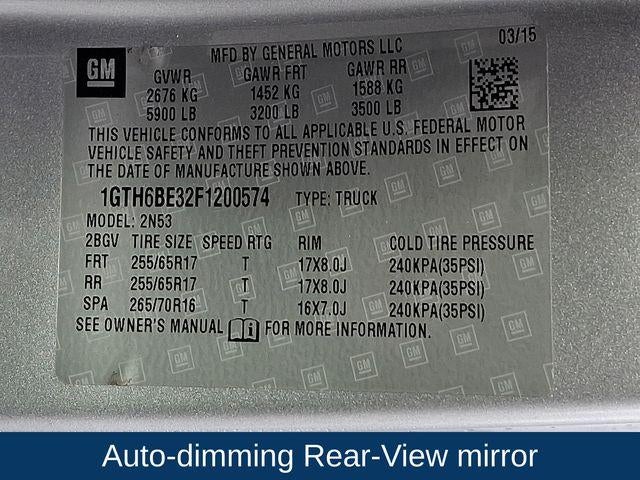 GM
MFD BY GENERAL MOTORS LLC 03/15
GVWR GAWR FRT GAWR RR
2676 KG 1452 KG 1588 KG
5900 LB 3200 LB 3500 LB
THIS VEHICLE CONFORMS TO ALL APPLICABLE U.S. FEDERAL MOTOR
VEHICLE SAFETY AND THEFT PREVENTION STANDARDS IN EFFECT ON
THE DATE OF MANUFACTURE SHOWN ABOVE.
1GTH6BE32F1200574 TYPE: TRUCK
MODEL: 2N53
2BGV TIRE SIZE SPEED RTG RIM COLD TIRE PRESSURE
FRT 255/65R17 T 17X8.0J 240KPA(35PSI)
RR 255/65R17 T 17X8.0J 240KPA(35PSI)
SPA 265/70R16 T 16X7.0J 240KPA(35PSI)
SEE OWNER'S MANUAL FOR MORE INFORMATION.
Auto-dimming Rear-View mirror